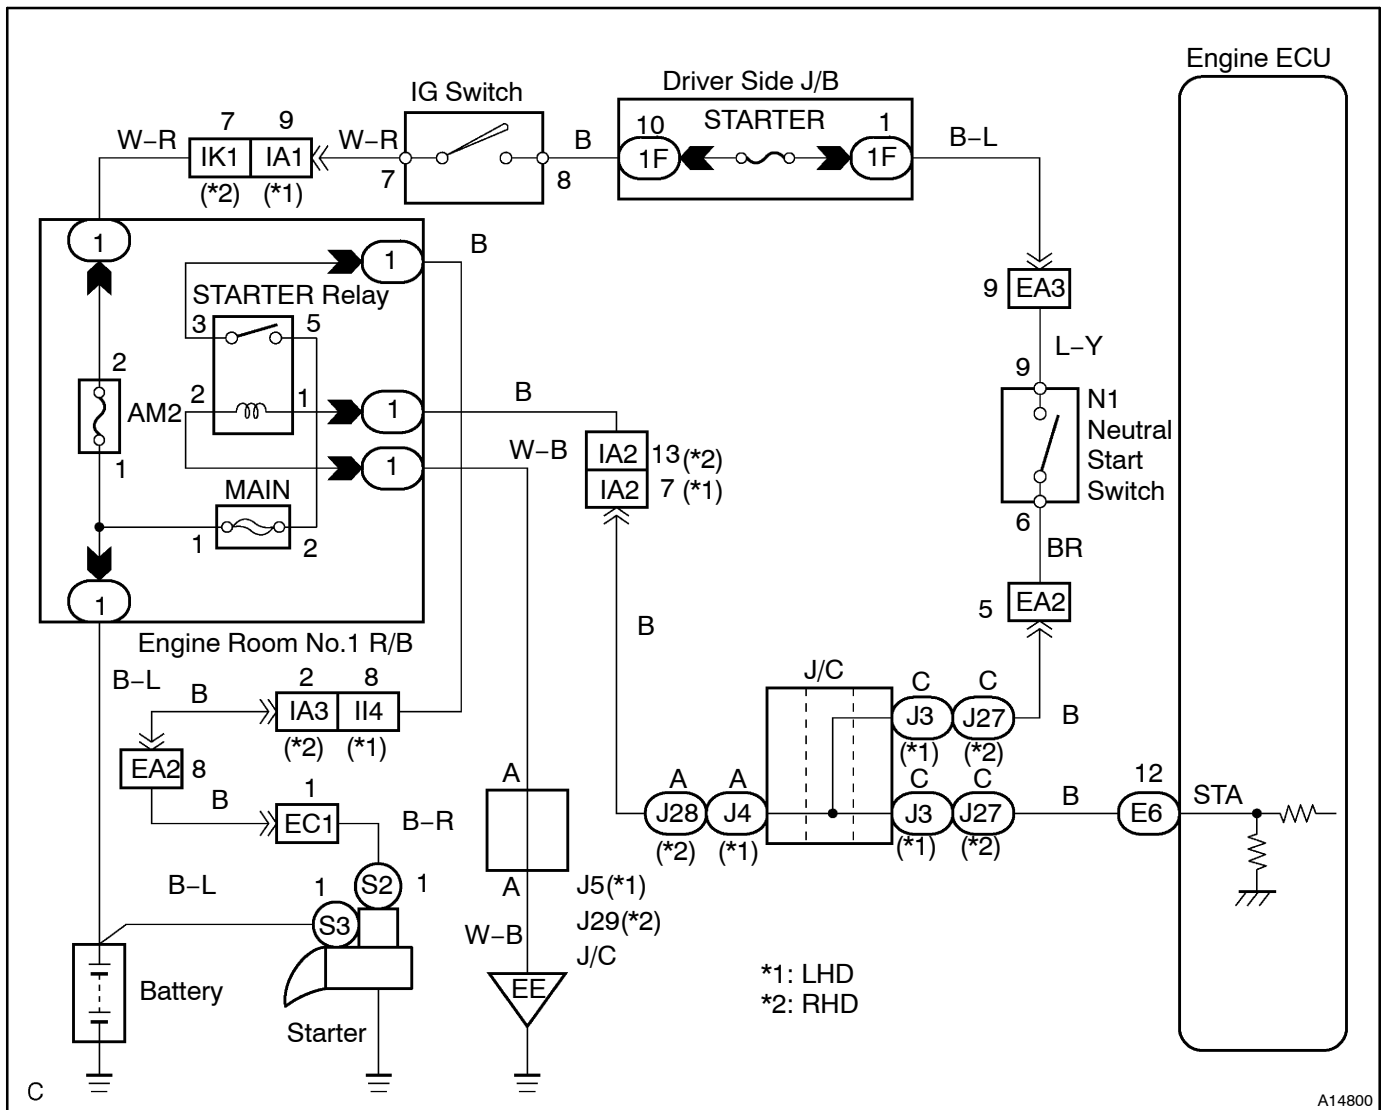 Engine ECU
Driver Side J/B
IG Switch
7 9
10 STARTER 1
W–R IK1 IA1 W–R
B 1F 1F B–L
(*2) (*1) 7 8
1
1 B
9 EA3
STARTER Relay
3 5
L–Y
2
9
AM2
2 1 1 B
N1
Neutral
Start
Switch
W–B IA2 13(*2)
IA2 7 (*1)
1
1
MAIN
1 2
6
BR
1
5 EA2
B
Engine Room No.1 R/B
J/C
B–L B 2 8
IA3 II4
(*2) (*1)
C C
J3 J27 B
(*1) (*2)
EA2 8
A
A A
C C
12
B 1
EC1 B–R
J28 J4
J3 J27 B E6 STA
(*2) (*1)
(*1) (*2)
B–L 1 S2 1
A J5(*1)
S3
J29(*2)
W–B J/C
*1: LHD
Battery
EE
*2: RHD
Starter
C
A14800